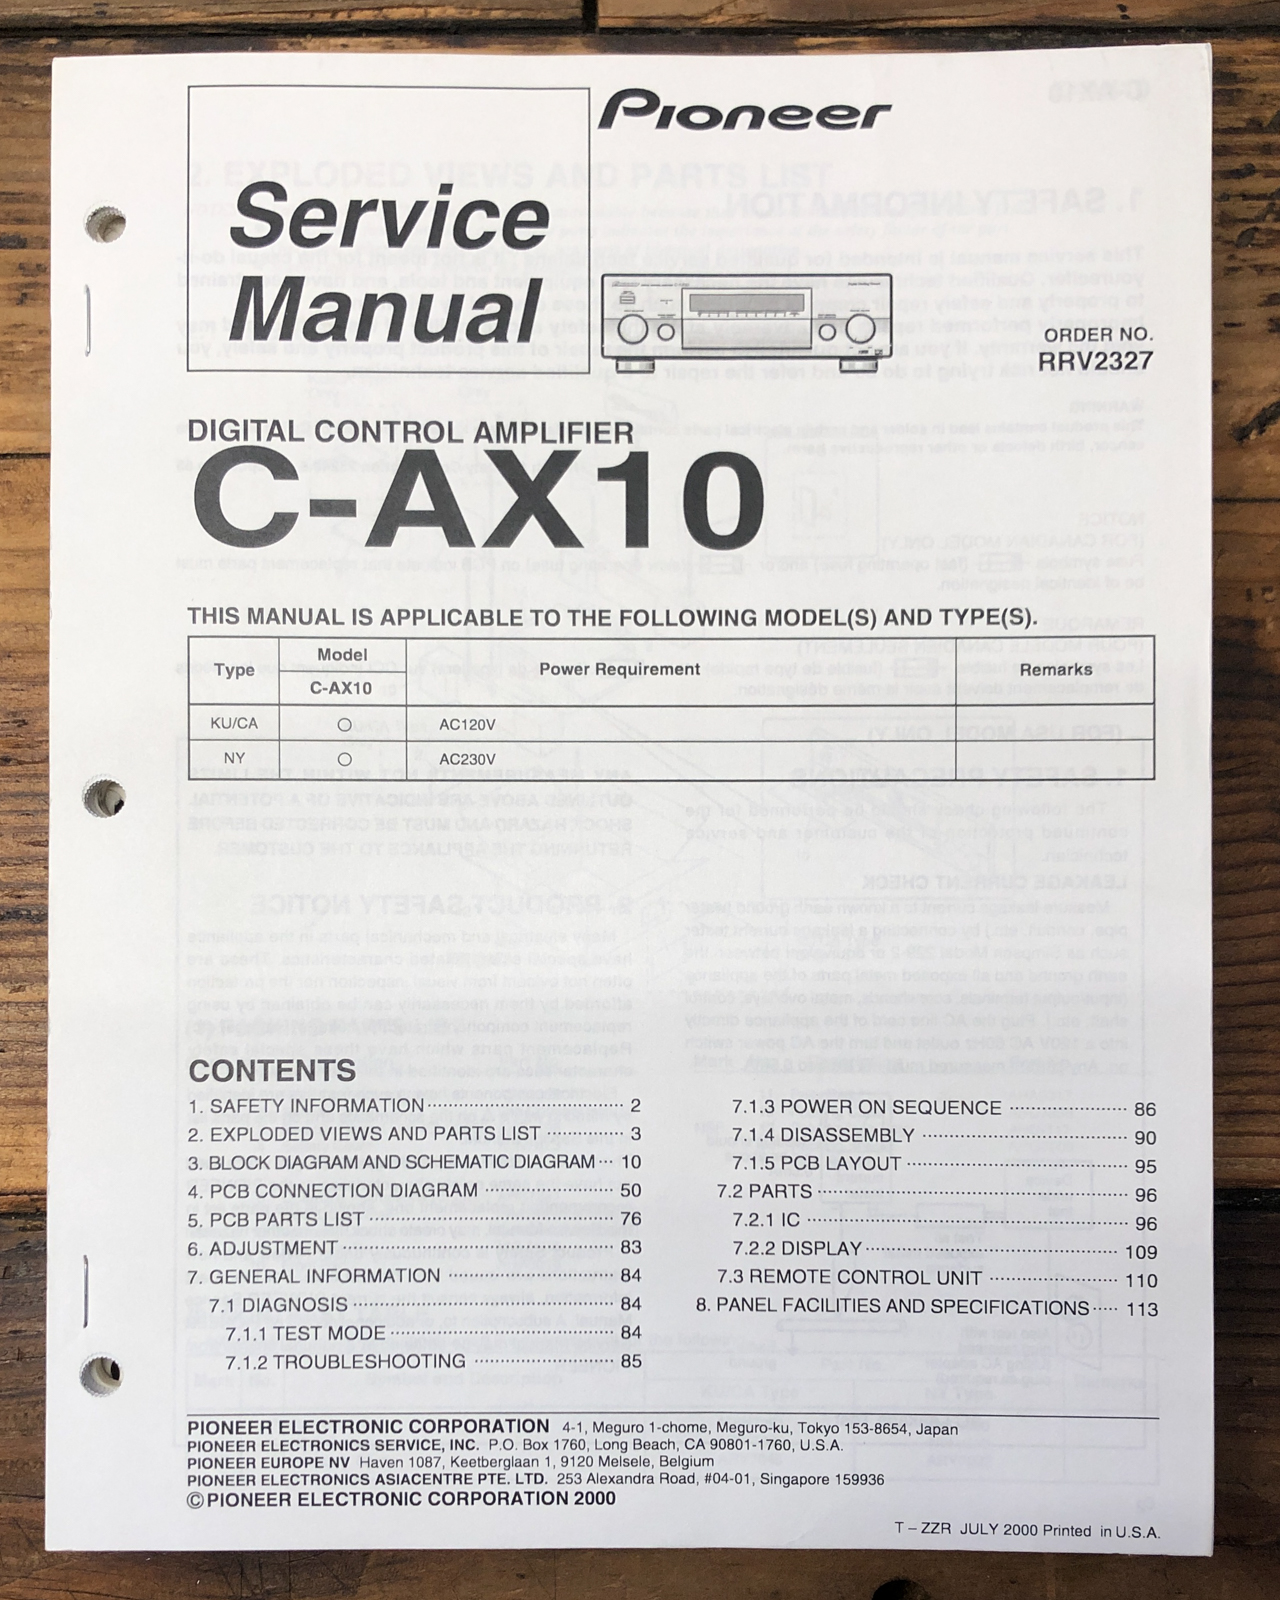 Pioneer
Service
Manual
ORDER NO.
RRV2327
DIGITAL CONTROL AMPLIFIER
C-AX10
THIS MANUAL IS APPLICABLE TO THE FOLLOWING MODEL(S) AND TYPE(S).
Type Model Power Requirement Remarks
C-AX10
KU/CA ○ AC120V
NY ○ AC230V
CONTENTS
1. SAFETY INFORMATION 2
2. EXPLODED VIEWS AND PARTS LIST 3
3. BLOCK DIAGRAM AND SCHEMATIC DIAGRAM 10
4. PCB CONNECTION DIAGRAM 50
5. PCB PARTS LIST 76
6. ADJUSTMENT 83
7. GENERAL INFORMATION 84
7.1 DIAGNOSIS 84
7.1.1 TEST MODE 84
7.1.2 TROUBLESHOOTING 85
7.1.3 POWER ON SEQUENCE 86
7.1.4 DISASSEMBLY 90
7.1.5 PCB LAYOUT 95
7.2 PARTS 96
7.2.1 IC 96
7.2.2 DISPLAY 109
7.3 REMOTE CONTROL UNIT 110
8. PANEL FACILITIES AND SPECIFICATIONS 113
PIONEER ELECTRONIC CORPORATION 4-1, Meguro 1-chome, Meguro-ku, Tokyo 153-8654, Japan
PIONEER ELECTRONICS SERVICE, INC. P.O. Box 1760, Long Beach, CA 90801-1760, U.S.A.
PIONEER EUROPE NV Haven 1087, Keetberglaan 1, 9120 Melsele, Belgium
PIONEER ELECTRONICS ASIACENTRE PTE. LTD. 253 Alexandra Road, #04-01, Singapore 159936
©PIONEER ELECTRONIC CORPORATION 2000
T – ZZR JULY 2000 Printed in U.S.A.